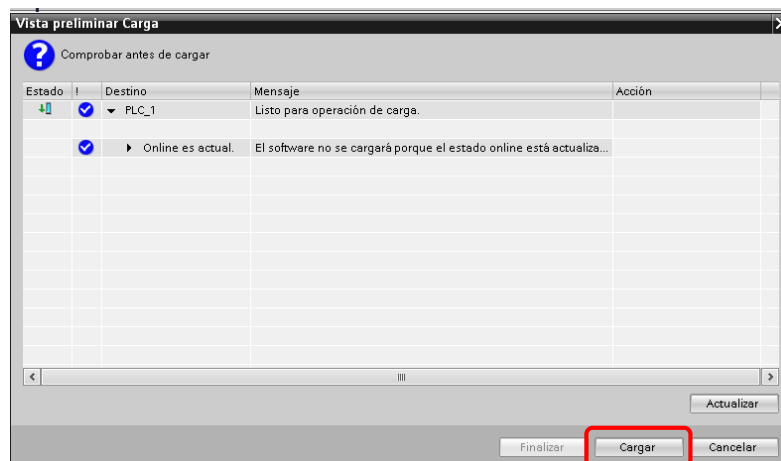 Vista preliminar Carga
Comprobar antes de cargar
Estado ! Destino Mensaje Acción
PLC_1 Listo para operación de carga.
Online es actual. El software no se cargará porque el estado online está actualiza...
Actualizar
Finalizar Cargar Cancelar